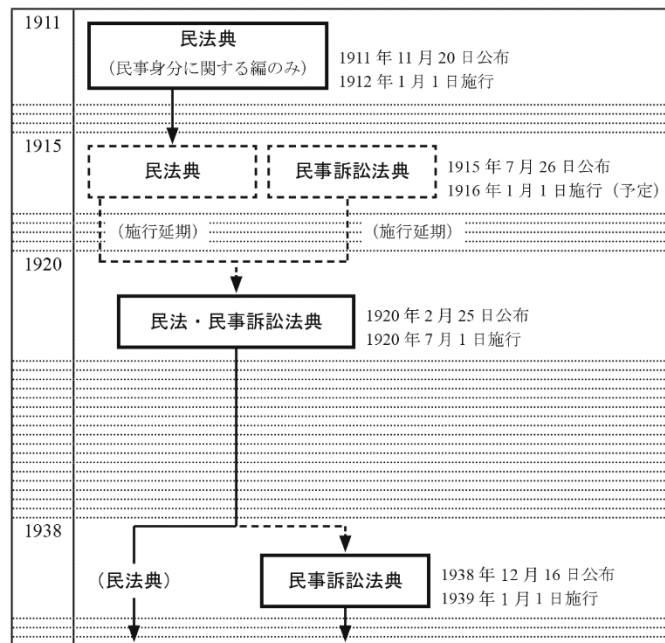 1911
民法典
（民事身分に関する編のみ）
1911 年 11 月 20 日公布
1912 年 1 月 1 日施行
1915
民法典
民事訴訟法典
1915 年 7 月 26 日公布
1916 年 1 月 1 日施行（予定）
（施行延期）
（施行延期）
1920
民法・民事訴訟法典
1920 年 2 月 25 日公布
1920 年 7 月 1 日施行
1938
（民法典）
民事訴訟法典
1938 年 12 月 16 日公布
1939 年 1 月 1 日施行